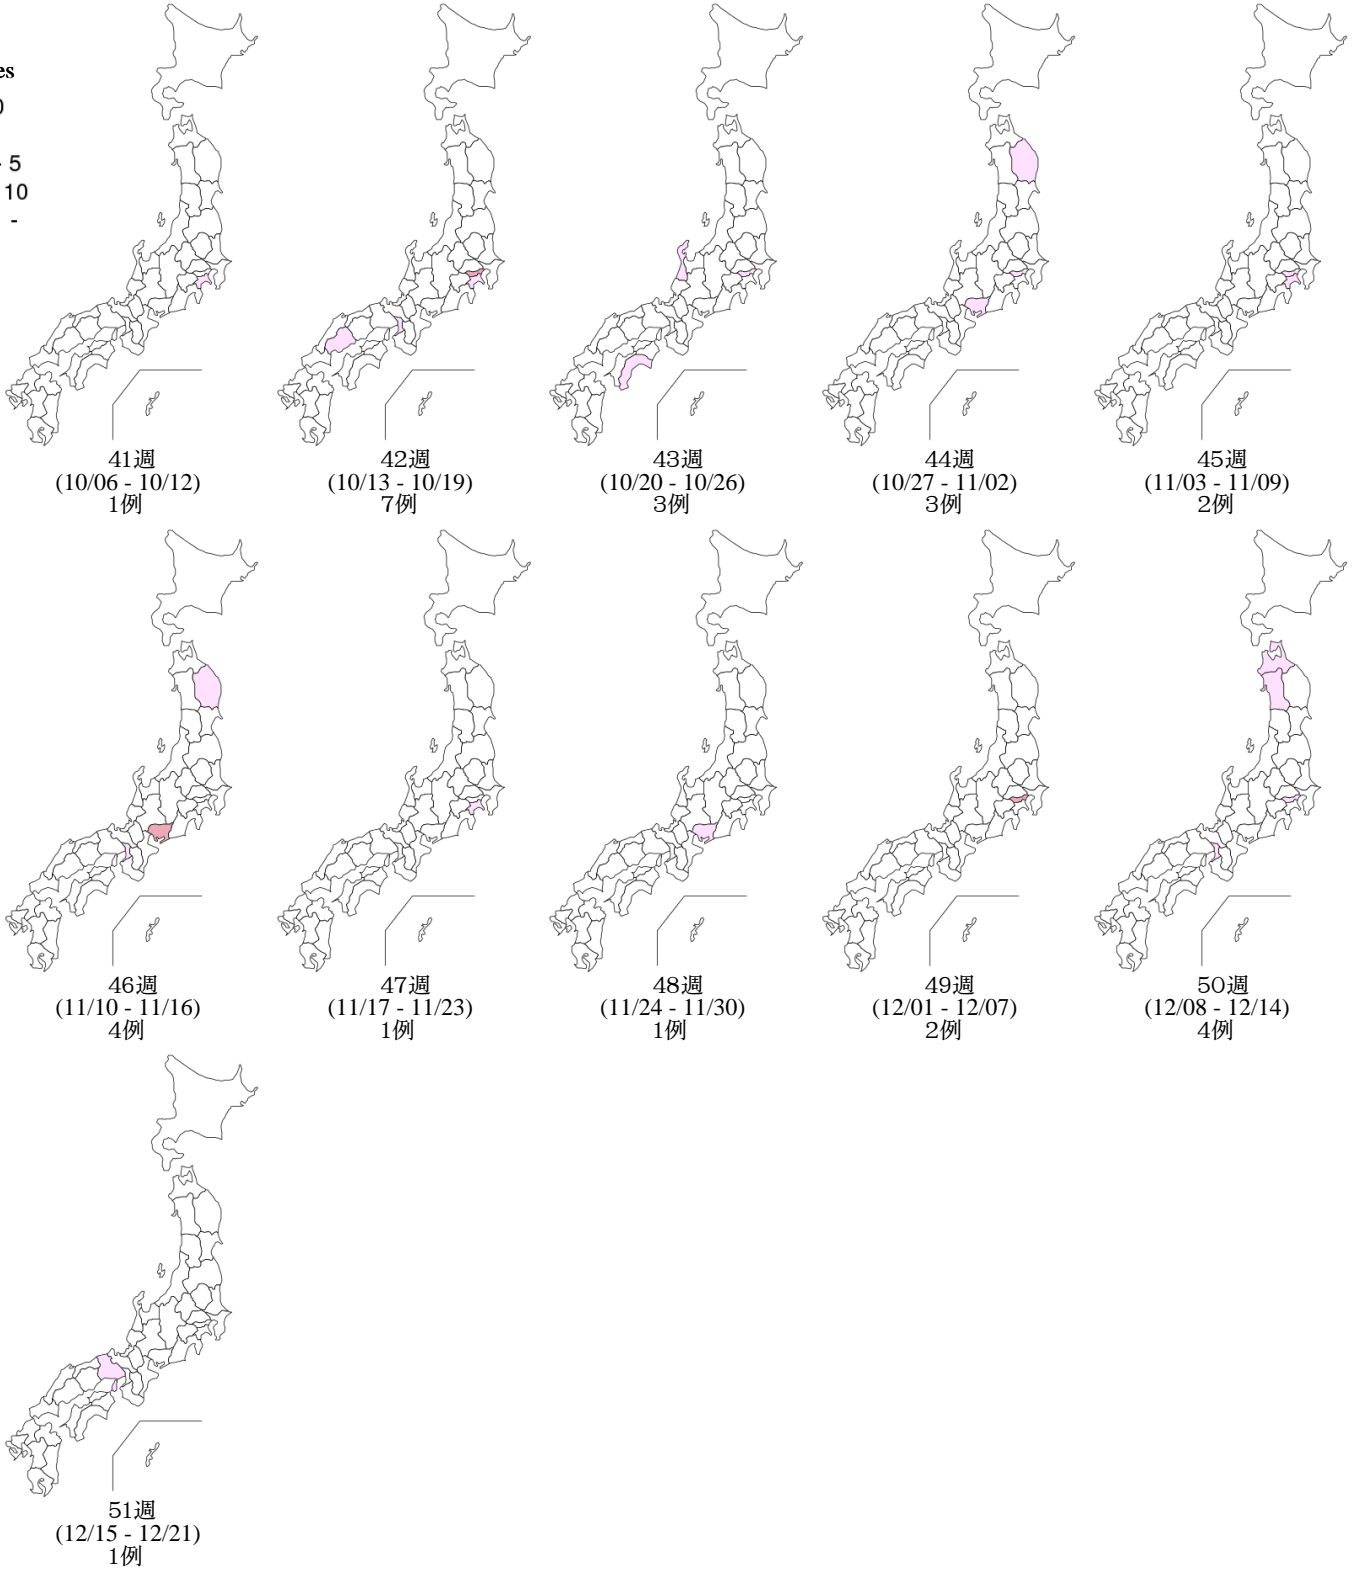 es
0
- 5
10
-
41週
(10/06 - 10/12)
1例
42週
(10/13 - 10/19)
7例
43週
(10/20 - 10/26)
3例
44週
(10/27 - 11/02)
3例
45週
(11/03 - 11/09)
2例
46週
(11/10 - 11/16)
4例
47週
(11/17 - 11/23)
1例
48週
(11/24 - 11/30)
1例
49週
(12/01 - 12/07)
2例
50週
(12/08 - 12/14)
4例
51週
(12/15 - 12/21)
1例